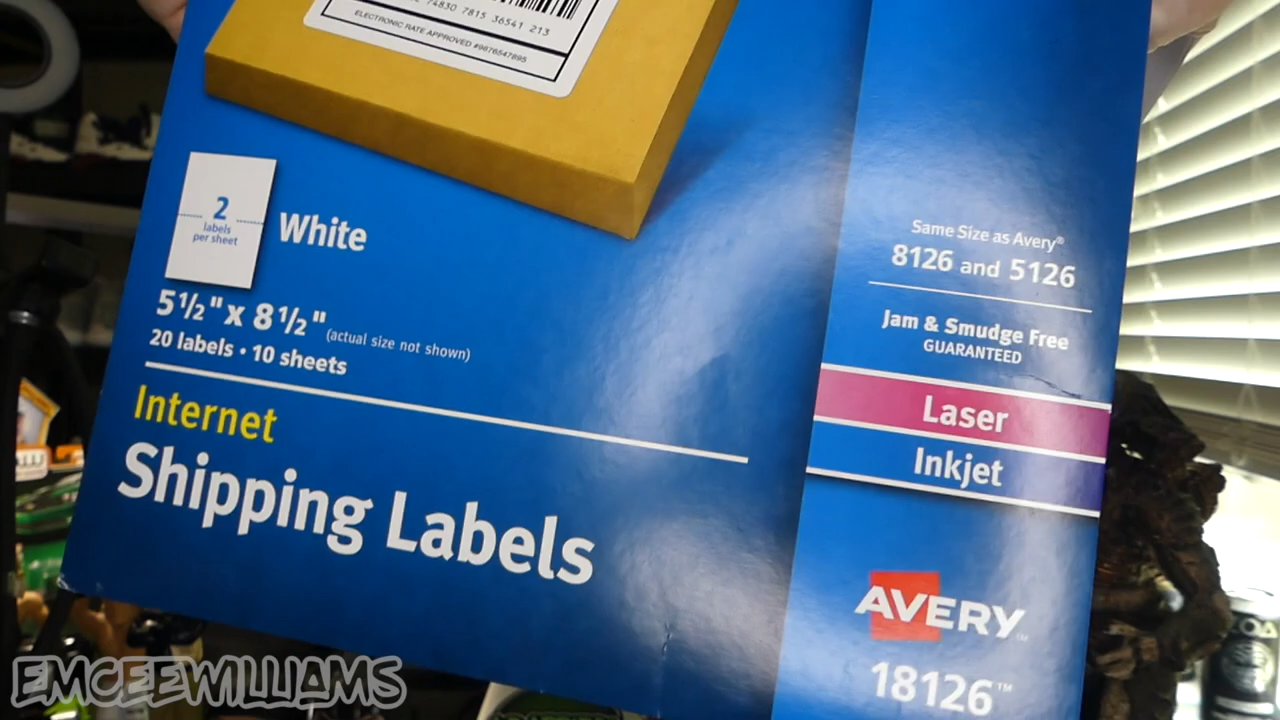 74830 7815 36541 213
ELECTRONIC RATE APPROVED #9876547895
2
labels
per sheet
White
5½" x 8½"
(actual size not shown)
20 labels • 10 sheets
Internet
Shipping Labels
Same Size as Avery®
8126 and 5126
Jam & Smudge Free
GUARANTEED
Laser
Inkjet
AVERY™
18126™
EMCEEWILLIAMS